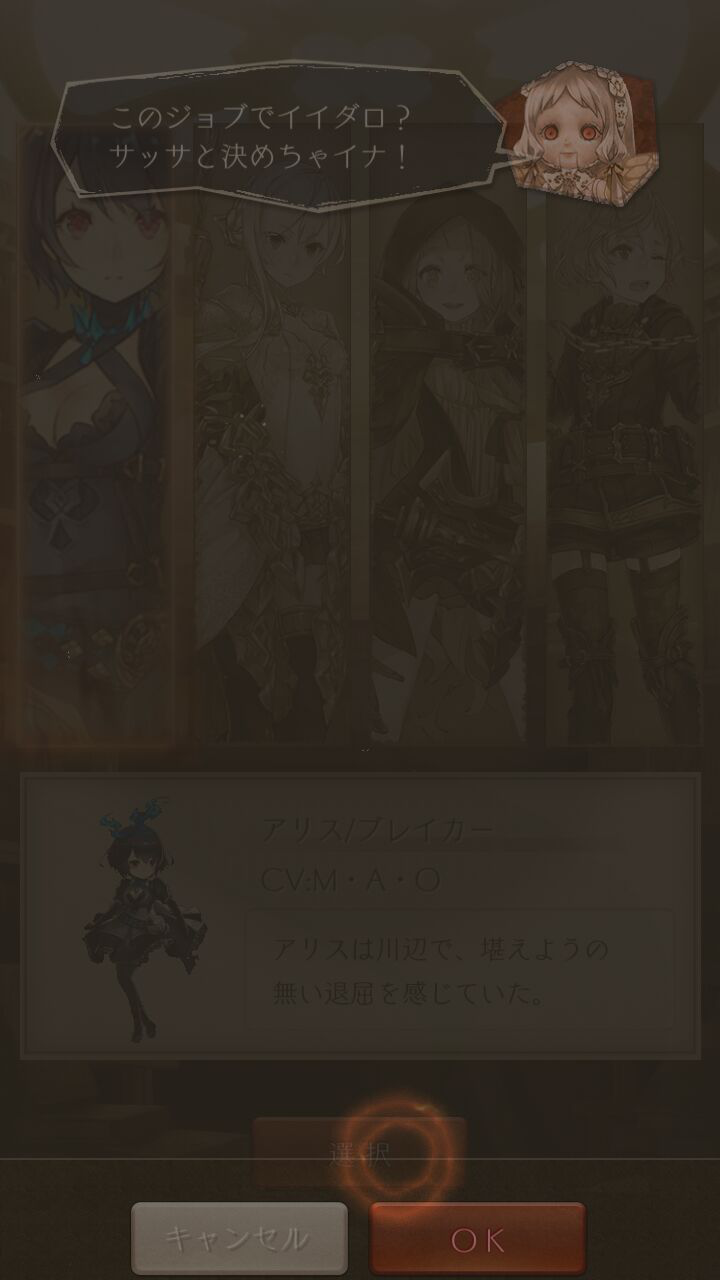 このジョブでイイダロ？
サッサと決めちゃイナ！
アリス/ブレイカー
CV:M・A・O
アリスは川辺で、堪えようの
無い退屈を感じていた。
選択
キャンセル
OK